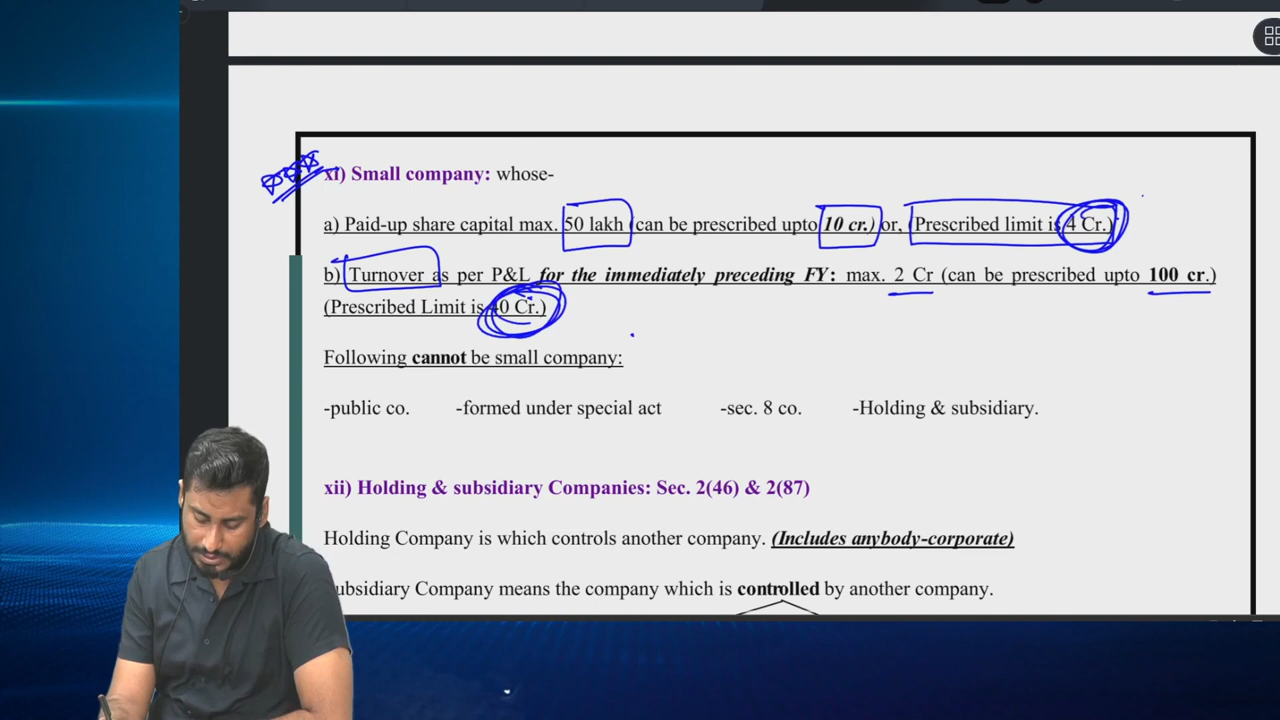 xi) Small company: whose-
a) Paid-up share capital max. 50 lakh (can be prescribed upto 10 cr.) or, (Prescribed limit is 4 Cr.)
b) Turnover as per P&L for the immediately preceding FY: max. 2 Cr (can be prescribed upto 100 cr.)
(Prescribed Limit is 40 Cr.)
Following cannot be small company:
-public co. -formed under special act -sec. 8 co. -Holding & subsidiary.
xii) Holding & subsidiary Companies: Sec. 2(46) & 2(87)
Holding Company is which controls another company. (Includes anybody-corporate)
ubsidiary Company means the company which is controlled by another company.